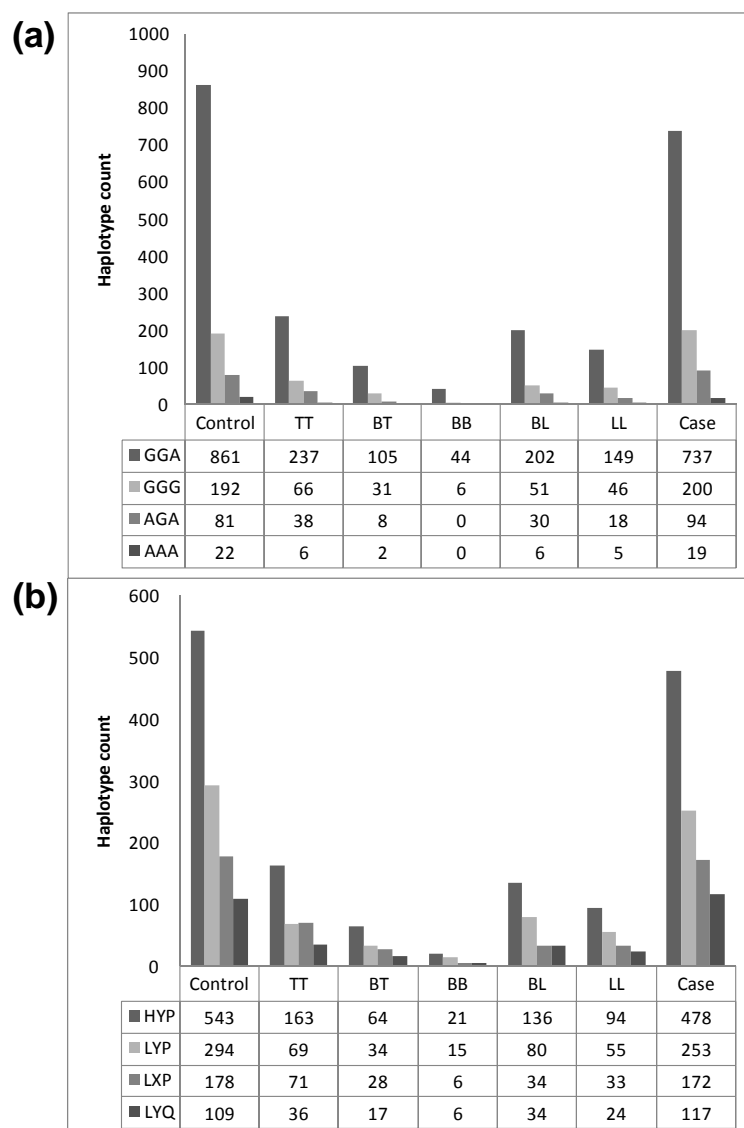 (a)
1000
900
800
700
600
500
400
300
200
100
0
Haplotype count
Control TT BT BB BL LL Case
GGA 861 237 105 44 202 149 737
GGG 192 66 31 6 51 46 200
AGA 81 38 8 0 30 18 94
AAA 22 6 2 0 6 5 19
(b)
600
500
400
300
200
100
0
Haplotype count
Control TT BT BB BL LL Case
HYP 543 163 64 21 136 94 478
LYP 294 69 34 15 80 55 253
LXP 178 71 28 6 34 33 172
LYQ 109 36 17 6 34 24 117